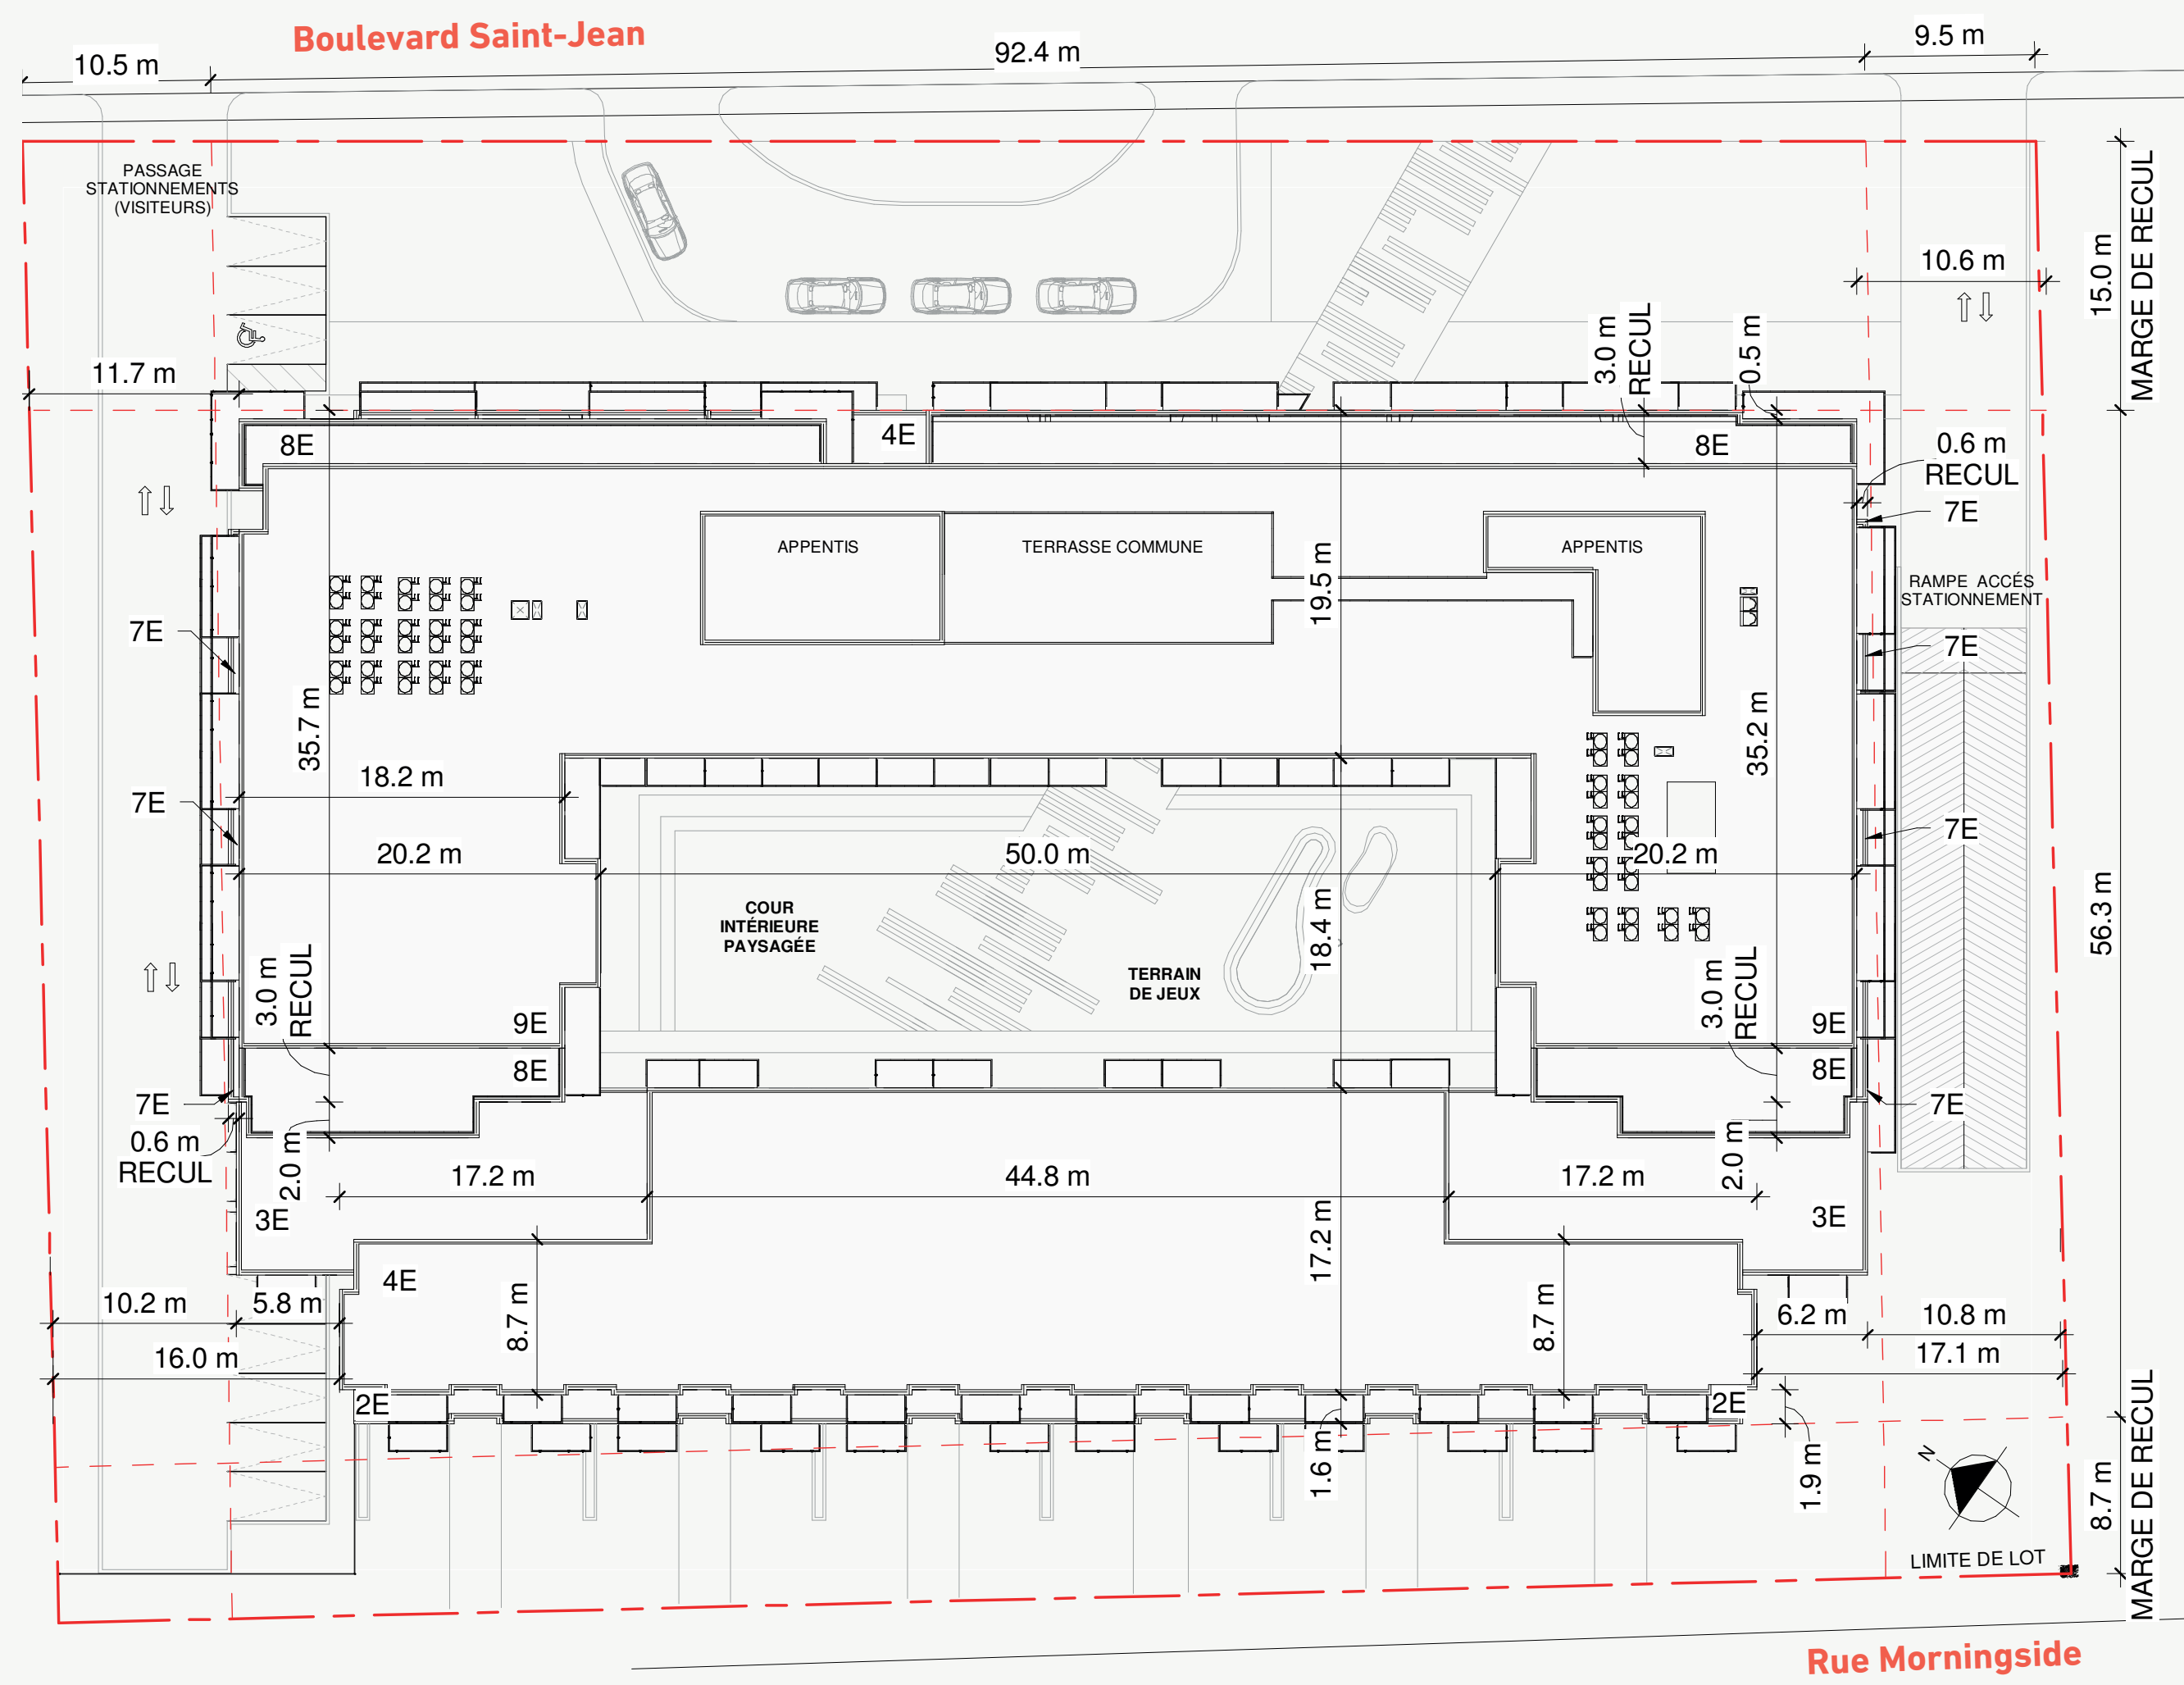 Boulevard Saint-Jean
10.5 m
92.4 m
9.5 m
PASSAGE
STATIONNEMENTS
(VISITEURS)
15.0 m
MARGE DE RECUL
10.6 m
11.7 m
3.0 m
RECUL
0.5 m
8E
4E
8E
0.6 m
RECUL
7E
APPENTIS
TERRASSE COMMUNE
APPENTIS
19.5 m
RAMPE ACCÉS
STATIONNEMENT
7E
7E
35.7 m
35.2 m
18.2 m
7E
7E
20.2 m
50.0 m
20.2 m
COUR
INTÉRIEURE
PAYSAGÉE
18.4 m
56.3 m
TERRAIN
DE JEUX
3.0 m
RECUL
3.0 m
RECUL
9E
9E
8E
8E
7E
7E
0.6 m
RECUL
2.0 m
2.0 m
17.2 m
44.8 m
17.2 m
3E
3E
17.2 m
4E
10.2 m
5.8 m
8.7 m
8.7 m
6.2 m
10.8 m
16.0 m
17.1 m
2E
2E
1.6 m
1.9 m
N
8.7 m
MARGE DE RECUL
LIMITE DE LOT
Rue Morningside